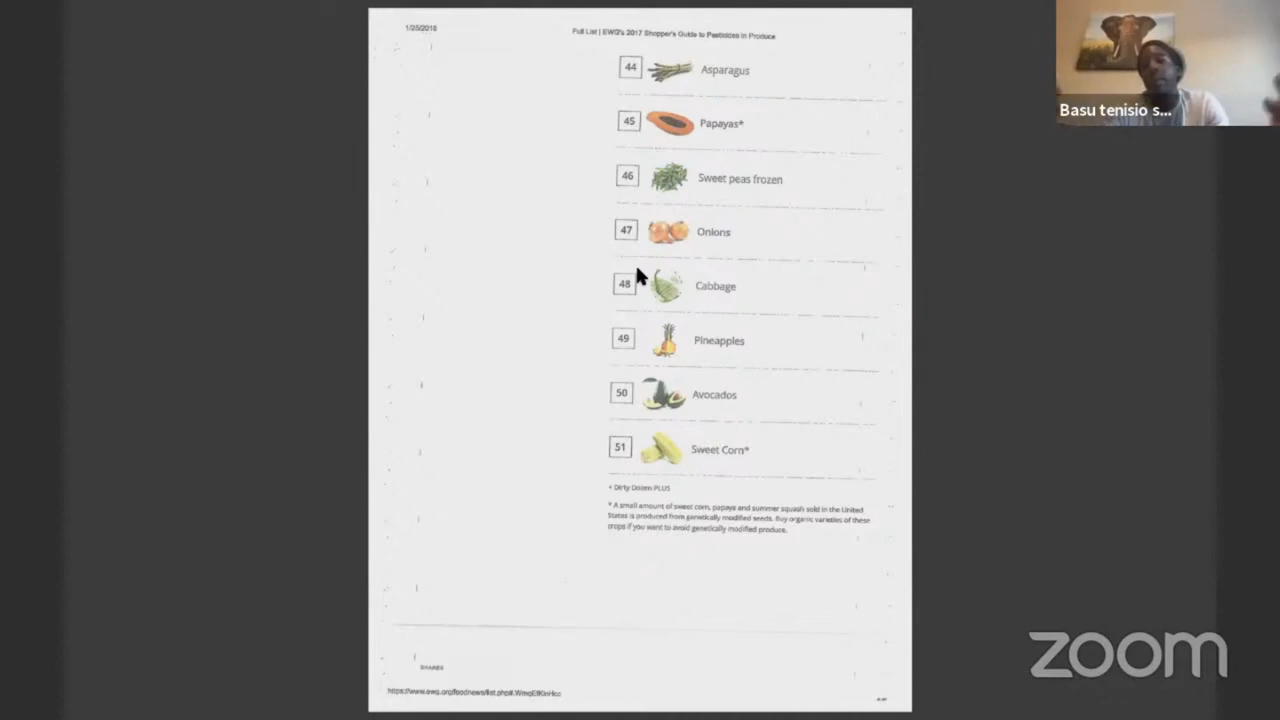 1/25/2018
Full List | EWG's 2017 Shopper's Guide to Pesticides in Produce
44 Asparagus
45 Papayas*
46 Sweet peas frozen
47 Onions
48 Cabbage
49 Pineapples
50 Avocados
51 Sweet Corn*
+ Dirty Dozen PLUS
* A small amount of sweet corn, papaya and summer squash sold in the United
States is produced from genetically modified seeds. Buy organic varieties of these
crops if you want to avoid genetically modified produce.
SHARES
Basu tenisio s...
zoom